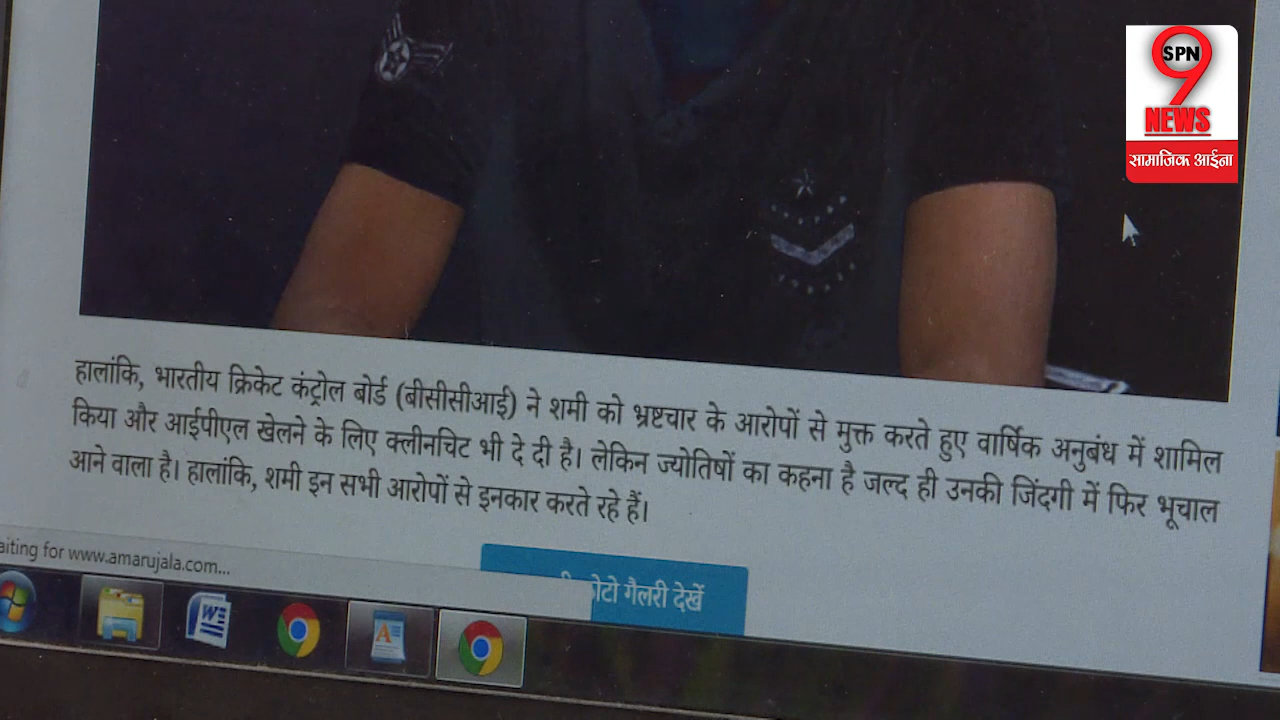 SPN
9
NEWS
सामाजिक आईना
हालांकि, भारतीय क्रिकेट कंट्रोल बोर्ड (बीसीसीआई) ने शमी को भ्रष्टचार के आरोपों से मुक्त करते हुए वार्षिक अनुबंध में शामिल
किया और आईपीएल खेलने के लिए क्लीनचिट भी दे दी है। लेकिन ज्योतिषों का कहना है जल्द ही उनकी जिंदगी में फिर भूचाल
आने वाला है। हालांकि, शमी इन सभी आरोपों से इनकार करते रहे हैं।
गैलरी देखें
aiting for www.amarujala.com...